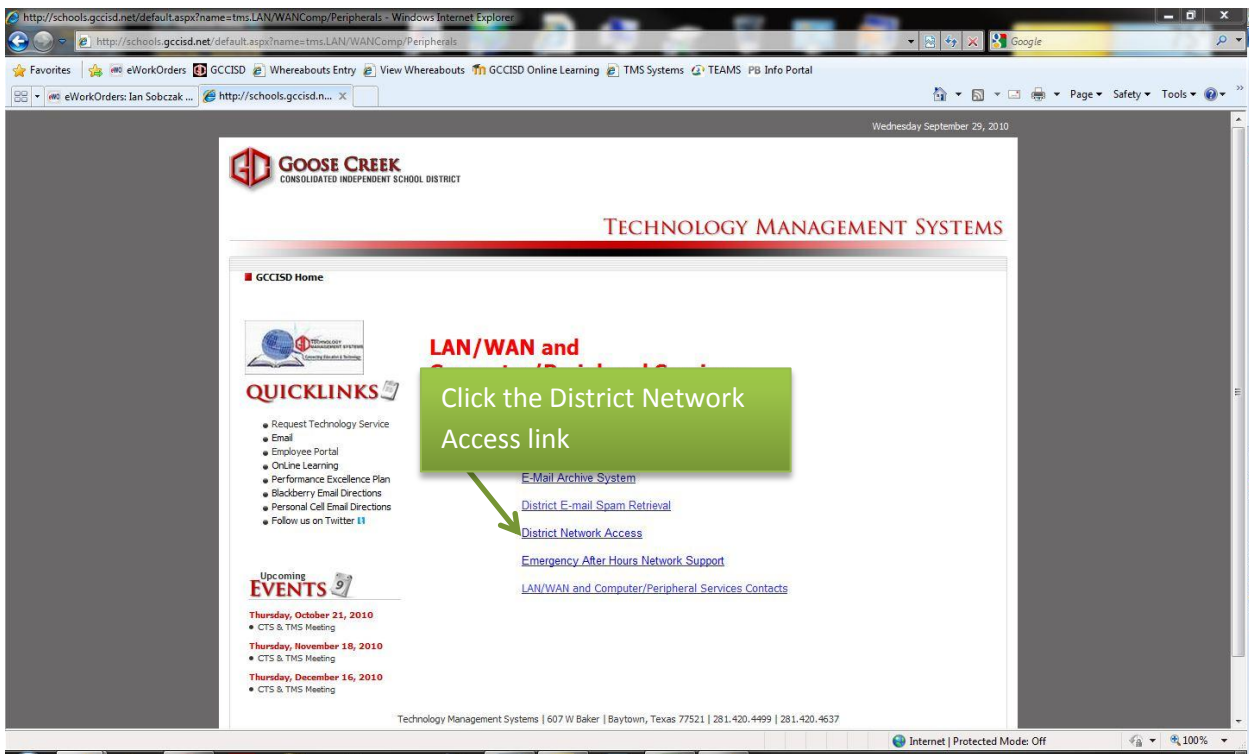 http://schools.gccisd.net/default.aspx?name=tms.LAN/WANComp/Peripherals - Windows Internet Explorer
http://schools.gccisd.net/default.aspx?name=tms.LAN/WANComp/Peripherals
Google
Favorites eWorkOrders GCCISD Whereabouts Entry View Whereabouts GCCISD Online Learning TMS Systems TEAMS PB Info Portal
eWorkOrders: Ian Sobczak ... http://schools.gccisd.n... Page Safety Tools
Wednesday September 29, 2010
GOOSE CREEK
CONSOLIDATED INDEPENDENT SCHOOL DISTRICT
TECHNOLOGY MANAGEMENT SYSTEMS
GCCISD Home
TECHNOLOGY
MANAGEMENT SYSTEMS
Connecting Education & Technology
QUICKLINKS
Request Technology Service
Email
Employee Portal
OnLine Learning
Performance Excellence Plan
Blackberry Email Directions
Personal Cell Email Directions
Follow us on Twitter
Upcoming
EVENTS 9
Thursday, October 21, 2010
CTS & TMS Meeting
Thursday, November 18, 2010
CTS & TMS Meeting
Thursday, December 16, 2010
CTS & TMS Meeting
LAN/WAN and
Click the District Network
Access link
E-Mail Archive System
District E-mail Spam Retrieval
District Network Access
Emergency After Hours Network Support
LAN/WAN and Computer/Peripheral Services Contacts
Technology Management Systems | 607 W Baker | Baytown, Texas 77521 | 281.420.4499 | 281.420.4637
Internet | Protected Mode: Off 100%